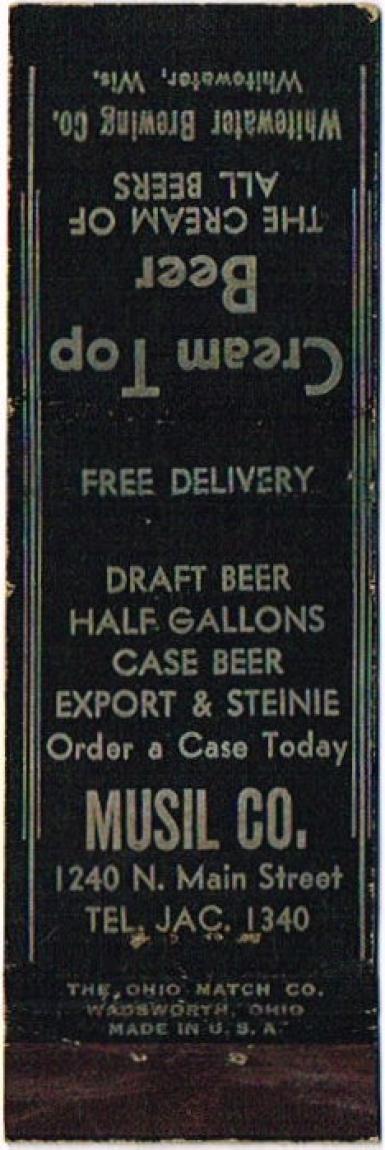 Cream Top
Beer
THE CREAM OF
ALL BEERS
Whitewater Brewing Co.
Whitewater, Wis.
FREE DELIVERY
DRAFT BEER
HALF GALLONS
CASE BEER
EXPORT & STEINIE
Order a Case Today
MUSIL CO.
1240 N. Main Street
TEL. JAC. 1340
THE OHIO MATCH CO.
WADSWORTH, OHIO
MADE IN U. S. A.